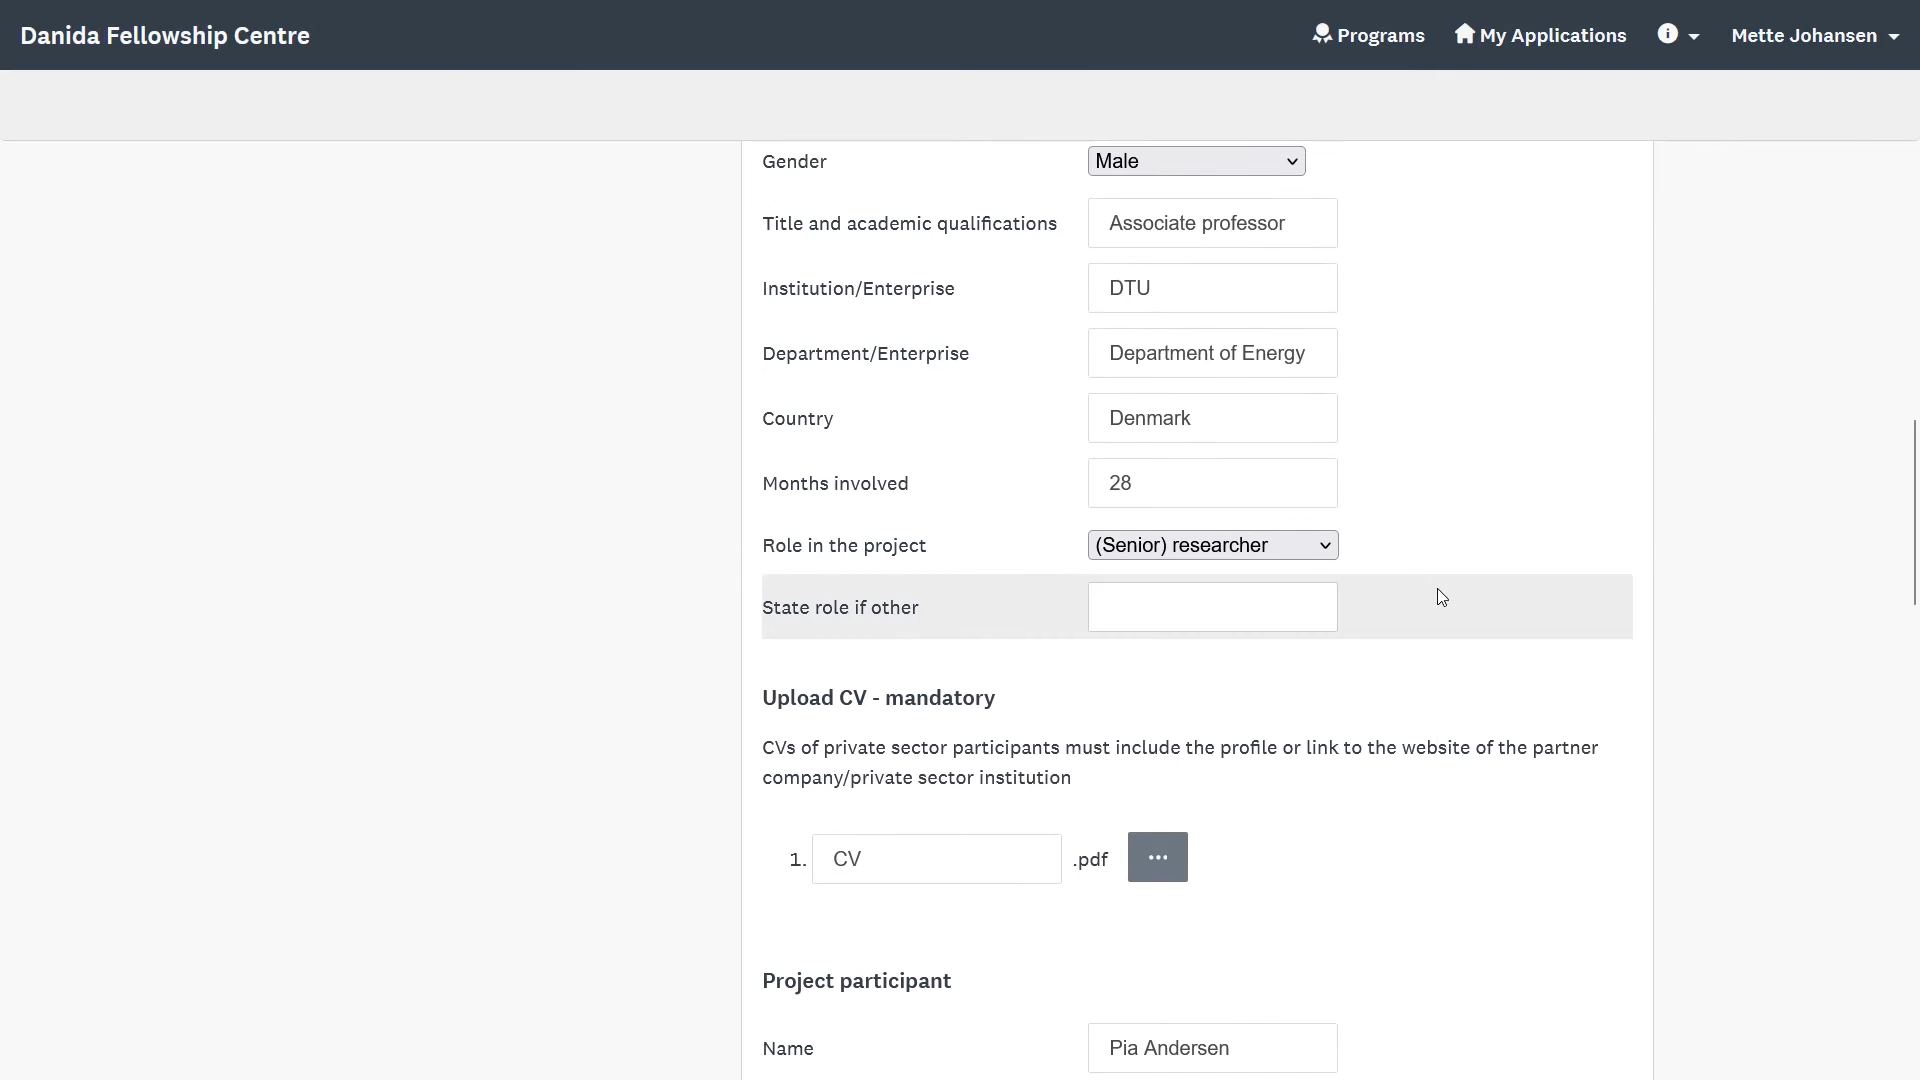 Danida Fellowship Centre
Programs
My Applications
Mette Johansen
Gender
Male
Title and academic qualifications
Associate professor
Institution/Enterprise
DTU
Department/Enterprise
Department of Energy
Country
Denmark
Months involved
28
Role in the project
(Senior) researcher
State role if other
Upload CV - mandatory
CVs of private sector participants must include the profile or link to the website of the partner
company/private sector institution
1.
CV
.pdf
...
Project participant
Name
Pia Andersen